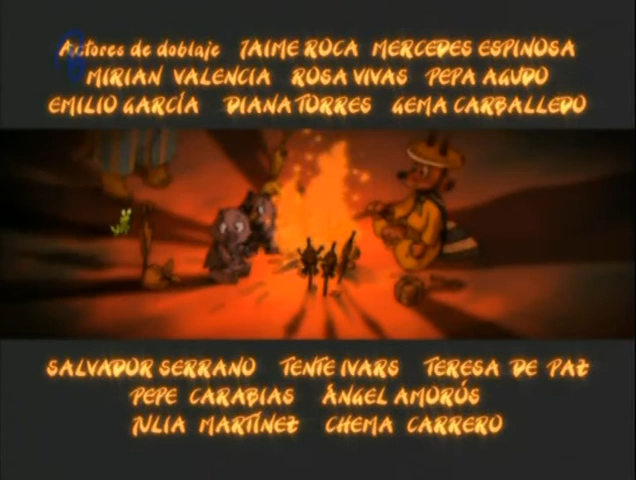 Actores de doblaje JAIME ROCA MERCEDES ESPINOSA
MIRIAN VALENCIA ROSA VIVAS PEPA AGUDO
EMILIO GARCÍA DIANA TORRES GEMA CARBALLEDO
SALVADOR SERRANO TENTE IVARS TERESA DE PAZ
PEPE CARABIAS ÁNGEL AMORÓS
JULIA MARTÍNEZ CHEMA CARRERO